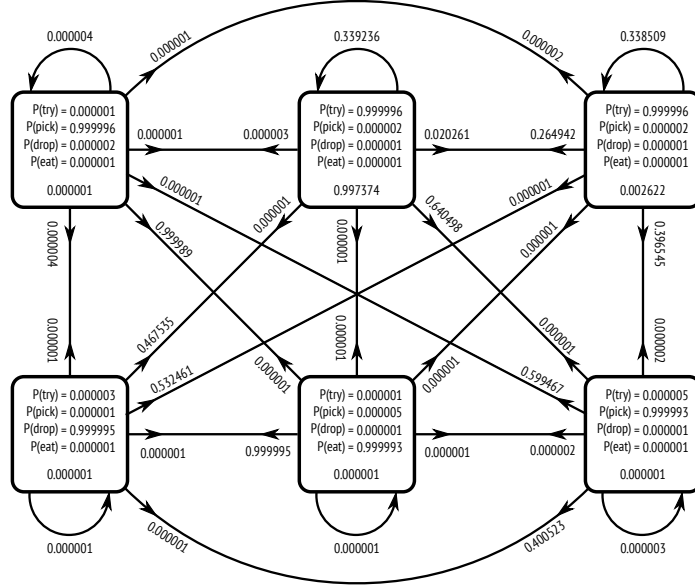 0.000004
0.000001
0.339236
0.000002
0.338509
P(try) = 0.000001
P(pick) = 0.999996
P(drop) = 0.000002
P(eat) = 0.000001
0.000001
P(try) = 0.999996
P(pick) = 0.000002
P(drop) = 0.000001
P(eat) = 0.000001
0.997374
P(try) = 0.999996
P(pick) = 0.000002
P(drop) = 0.000001
P(eat) = 0.000001
0.002622
0.000001
0.000003
0.020261
0.264942
0.000001
0.000001
0.000001
0.640498
0.000004
0.999989
0.000001
0.000001
0.396545
0.000001
0.467535
0.532461
0.000001
0.000001
0.000001
0.599467
0.000001
0.000002
P(try) = 0.000003
P(pick) = 0.000001
P(drop) = 0.999995
P(eat) = 0.000001
0.000001
P(try) = 0.000001
P(pick) = 0.000005
P(drop) = 0.000001
P(eat) = 0.999993
0.000001
P(try) = 0.000005
P(pick) = 0.999993
P(drop) = 0.000001
P(eat) = 0.000001
0.000001
0.000001
0.999995
0.000001
0.000002
0.000001
0.000001
0.000001
0.400523
0.000003